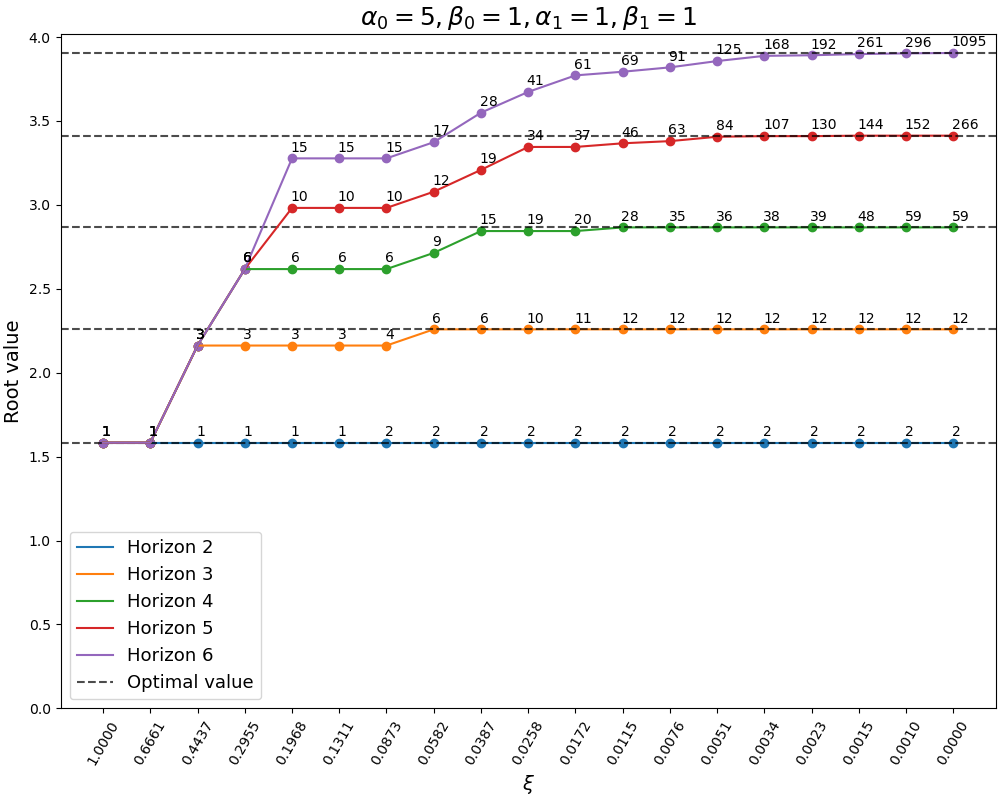 α₀ = 5, β₀ = 1, α₁ = 1, β₁ = 1
4.0
3.5
3.0
2.5
2.0
1.5
1.0
0.5
0.0
Root value
1 1 3 6 15 15 15 17 28 41 61 69 91 125 168 192 261 296 1095
10 10 10 12 19 34 37 46 63 84 107 130 144 152 266
6 6 6 6 9 15 19 20 28 35 36 38 39 48 59 59
3 3 3 3 4 6 6 10 11 12 12 12 12 12 12 12 12
1 1 1 1 1 1 2 2 2 2 2 2 2 2 2 2 2 2 2
Horizon 2
Horizon 3
Horizon 4
Horizon 5
Horizon 6
Optimal value
1.0000
0.6661
0.4437
0.2955
0.1968
0.1311
0.0873
0.0582
0.0387
0.0258
0.0172
0.0115
0.0076
0.0051
0.0034
0.0023
0.0015
0.0010
0.0000
ξ